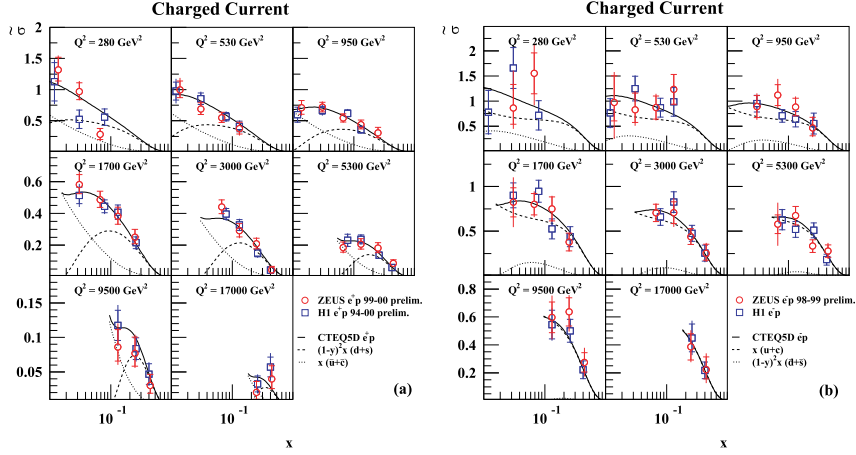 Charged Current
σ̃
Q² = 280 GeV²
Q² = 530 GeV²
Q² = 950 GeV²
2
1.5
1
0.5
Q² = 1700 GeV²
Q² = 3000 GeV²
Q² = 5300 GeV²
0.6
0.4
0.2
Q² = 9500 GeV²
Q² = 17000 GeV²
0.15
0.1
0.05
ZEUS e⁺p 99-00 prelim.
H1 e⁺p 94-00 prelim.
CTEQ5D e⁺p
(1-y)²x (d+s)
x (u̅+c̅)
(a)
10⁻¹
10⁻¹
x
Charged Current
σ̃
Q² = 280 GeV²
Q² = 530 GeV²
Q² = 950 GeV²
2
1.5
1
0.5
Q² = 1700 GeV²
Q² = 3000 GeV²
Q² = 5300 GeV²
1
0.5
Q² = 9500 GeV²
Q² = 17000 GeV²
0.8
0.6
0.4
0.2
ZEUS e⁻p 98-99 prelim.
H1 e⁻p
CTEQ5D e⁻p
x (u+c)
(1-y)²x (d̅+s̅)
(b)
10⁻¹
10⁻¹
x